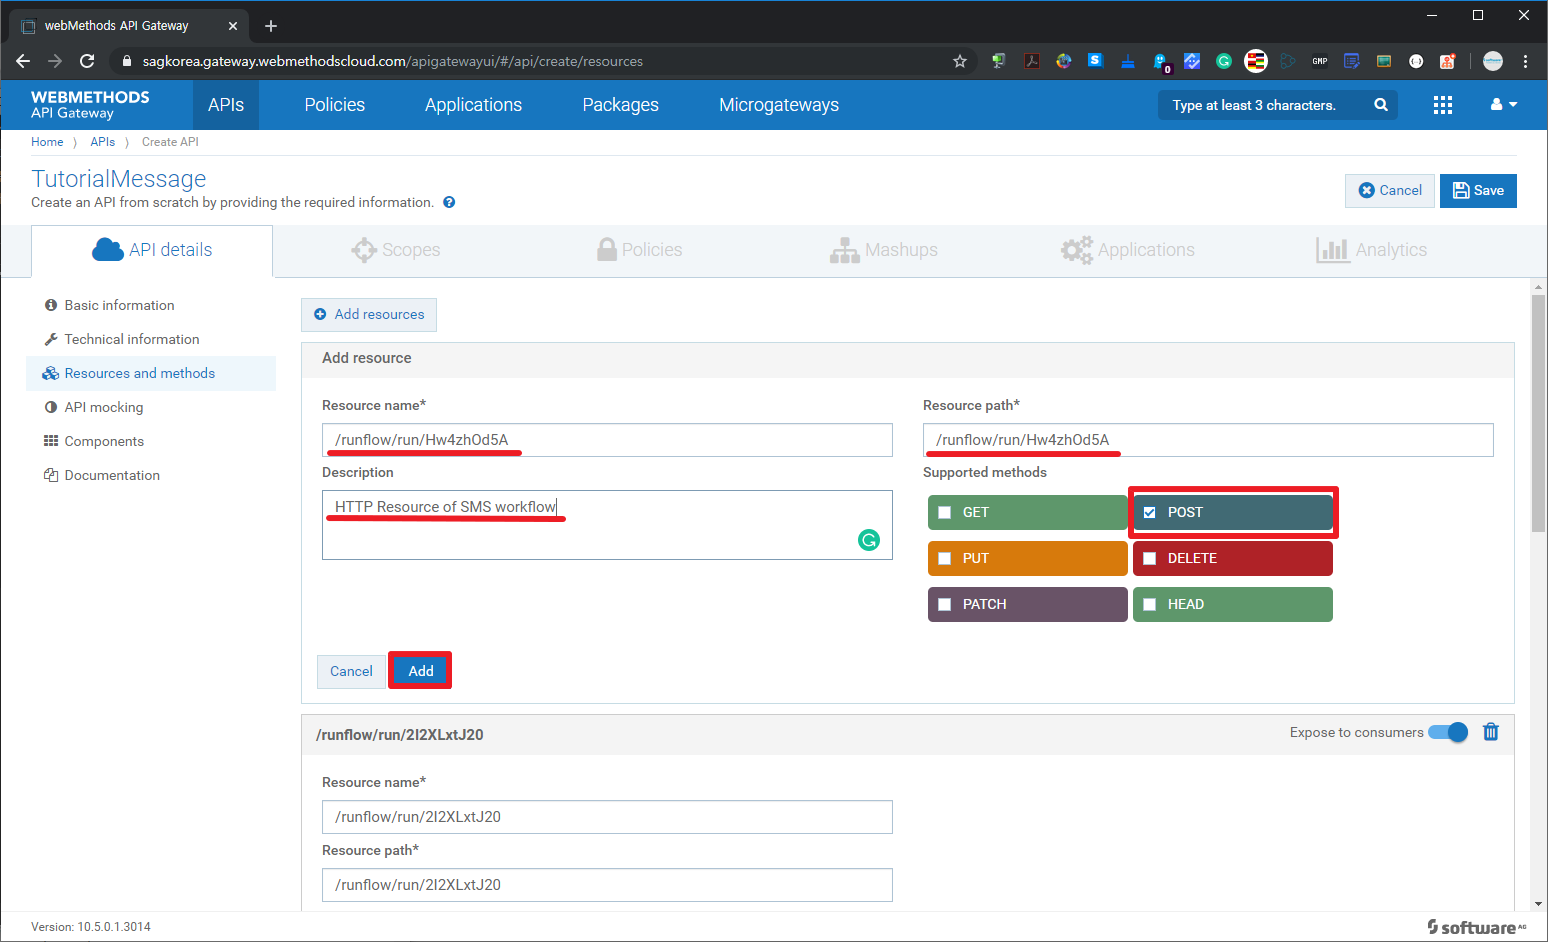 webMethods API Gateway
sagkorea.gateway.webmethodscloud.com/apigatewayui/#/api/create/resources
S
0
G
GMP
WEBMETHODS
API Gateway
APIs
Policies
Applications
Packages
Microgateways
Type at least 3 characters.
Home
APIs
Create API
TutorialMessage
Create an API from scratch by providing the required information.
Cancel
Save
API details
Scopes
Policies
Mashups
Applications
Analytics
Basic information
Technical information
Resources and methods
API mocking
Components
Documentation
Add resources
Add resource
Resource name*
Resource path*
/runflow/run/Hw4zhOd5A
/runflow/run/Hw4zhOd5A
Description
Supported methods
HTTP Resource of SMS workflow
GET
POST
PUT
DELETE
PATCH
HEAD
Cancel
Add
/runflow/run/2I2XLxtJ20
Expose to consumers
Resource name*
/runflow/run/2I2XLxtJ20
Resource path*
/runflow/run/2I2XLxtJ20
Version: 10.5.0.1.3014
software AG